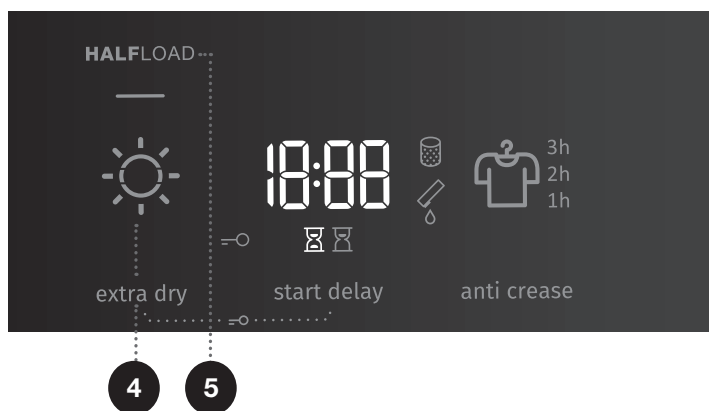 HALFLOAD
18:88
3h
2h
1h
extra dry
start delay
anti crease
4
5